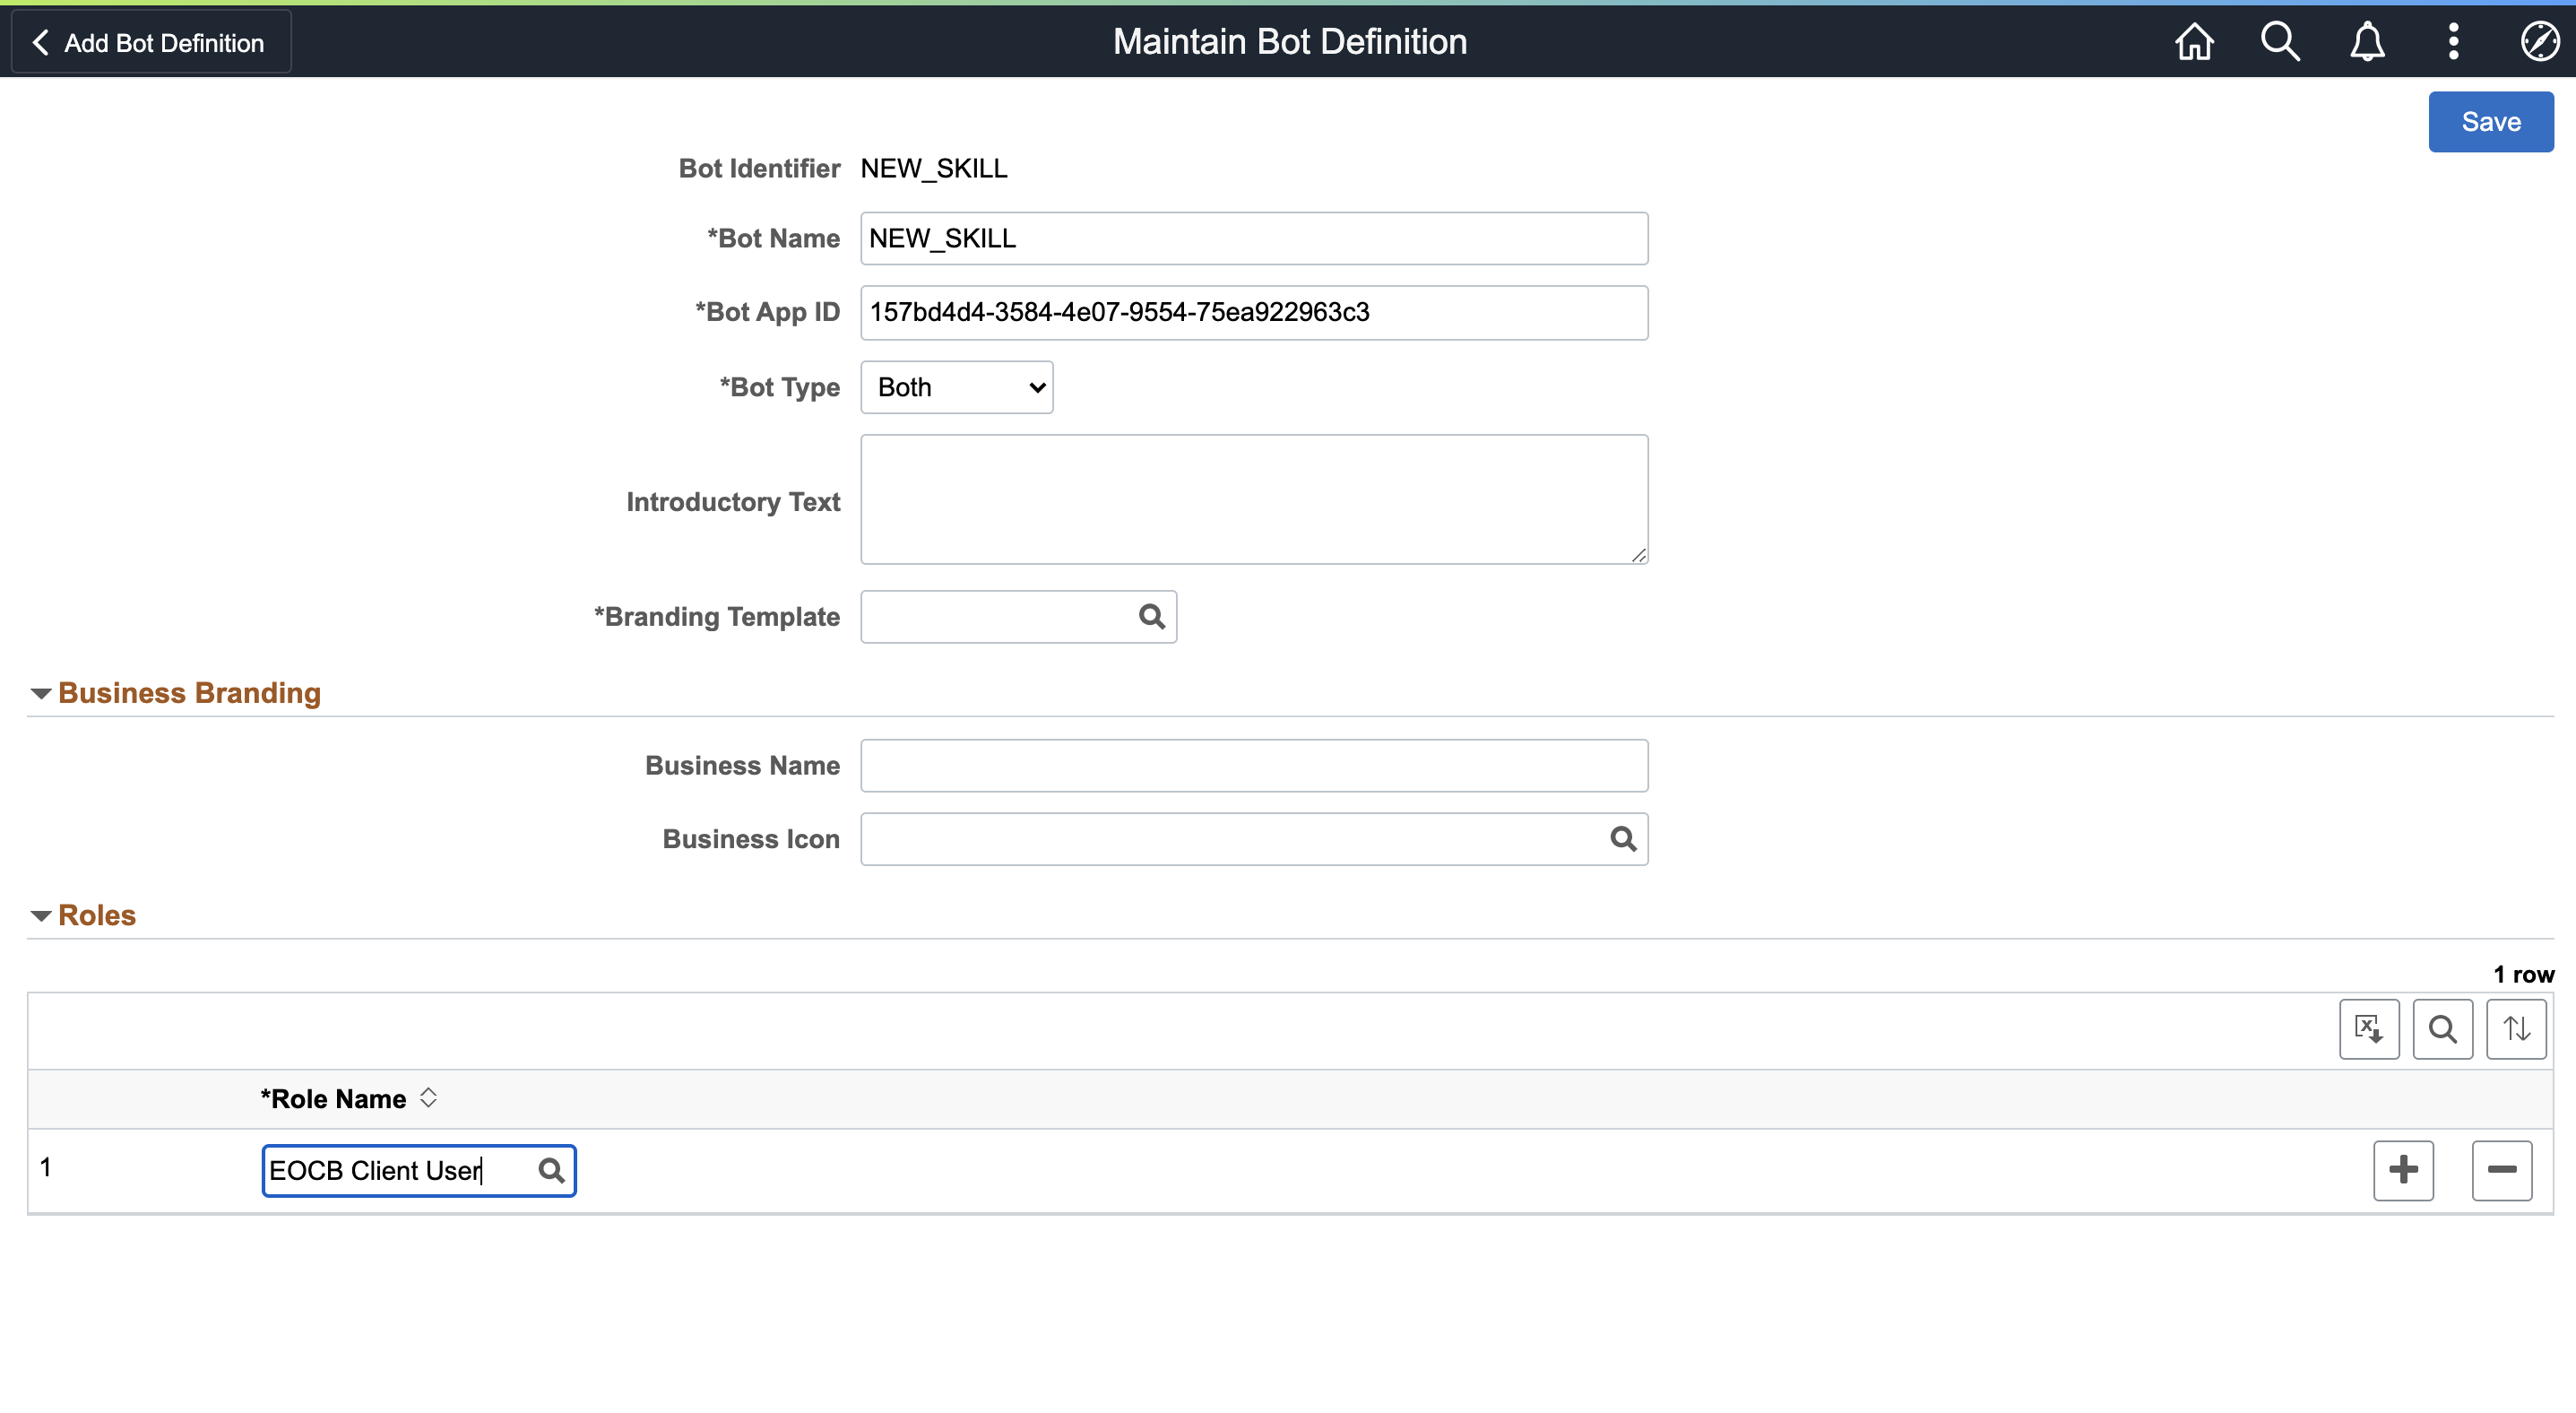 Add Bot Definition
Maintain Bot Definition
Save
Bot Identifier NEW_SKILL
*Bot Name NEW_SKILL
*Bot App ID 157bd4d4-3584-4e07-9554-75ea922963c3
*Bot Type Both
Introductory Text
*Branding Template
Business Branding
Business Name
Business Icon
Roles
1 row
*Role Name
1 EOCB Client User